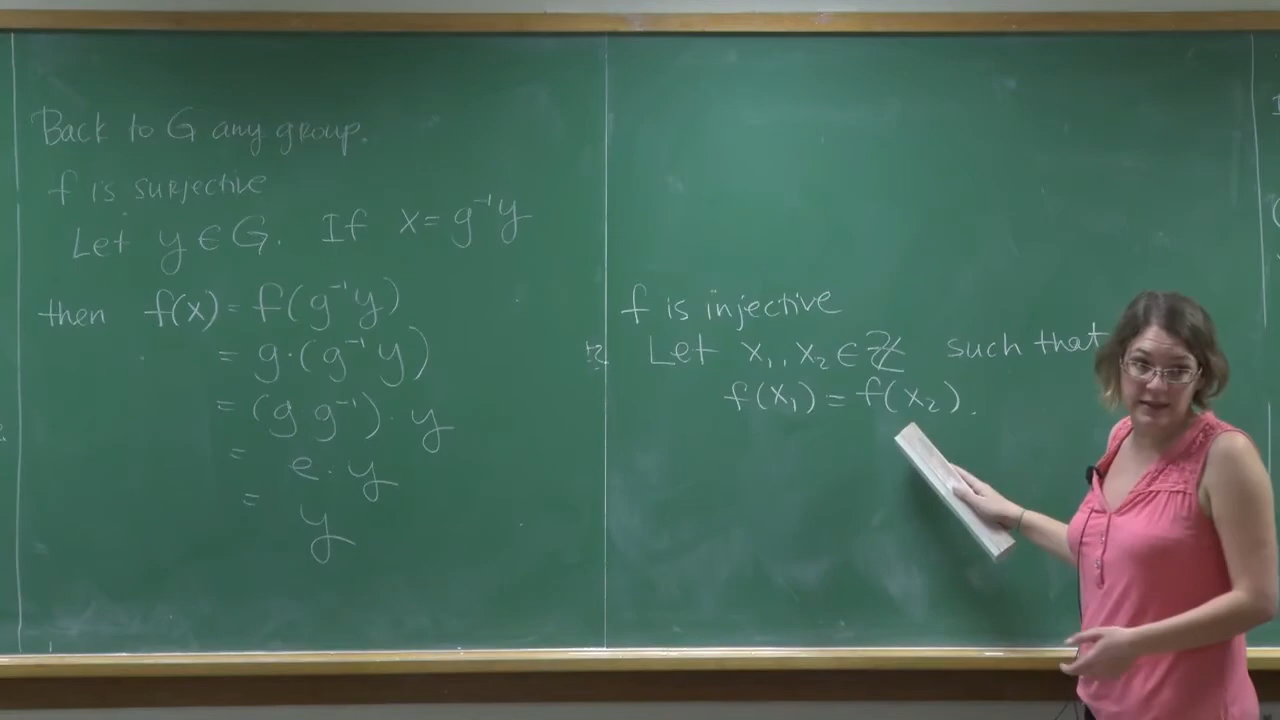 Back to G any group.
f is surjective
Let y ∈ G. If x = g⁻¹y
then f(x) = f(g⁻¹y)
= g·(g⁻¹y)
= (g g⁻¹)·y
= e·y
= y
f is injective
Let x₁, x₂ ∈ ℤ such that
f(x₁) = f(x₂).